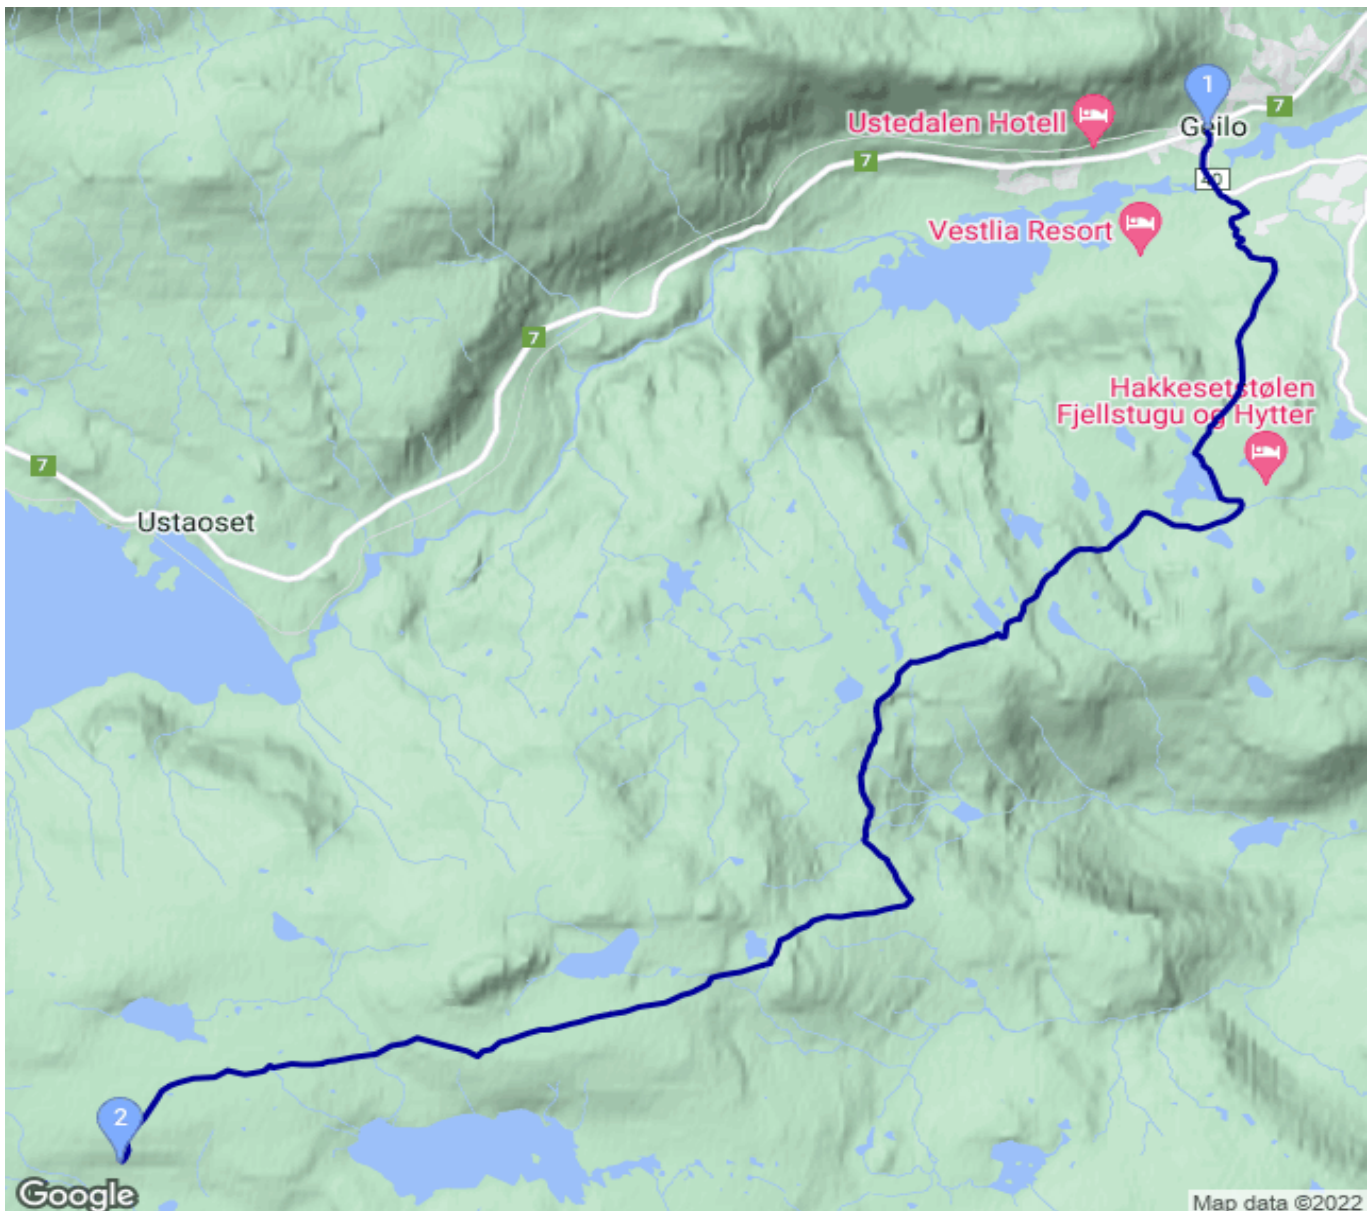 1
7
Ustedalen Hotell
Geilo
7
40
Vestlia Resort
7
Hakkesetstølen
Fjellstugu og Hytter
7
Ustaoset
2
Google
Map data ©2022